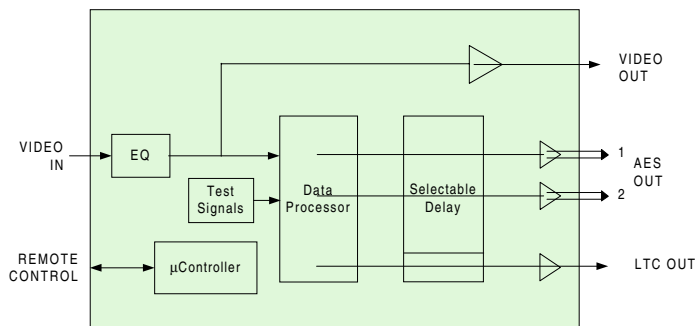 VIDEO
OUT
VIDEO
IN
EQ
1
AES
OUT
2
Test
Signals
Data
Processor
Selectable
Delay
REMOTE
CONTROL
µController
LTC OUT